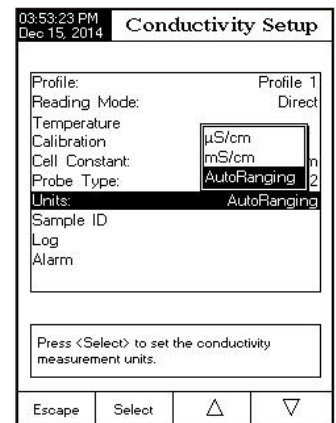 03:53:23 PM
Dec 15, 2014
Conductivity Setup
Profile: Profile 1
Reading Mode: Direct
Temperature
Calibration
µS/cm
Cell Constant: m
mS/cm
Probe Type: 2
AutoRanging
Units: AutoRanging
Sample ID
Log
Alarm
Press <Select> to set the conductivity
measurement units.
Escape Select △ ▽